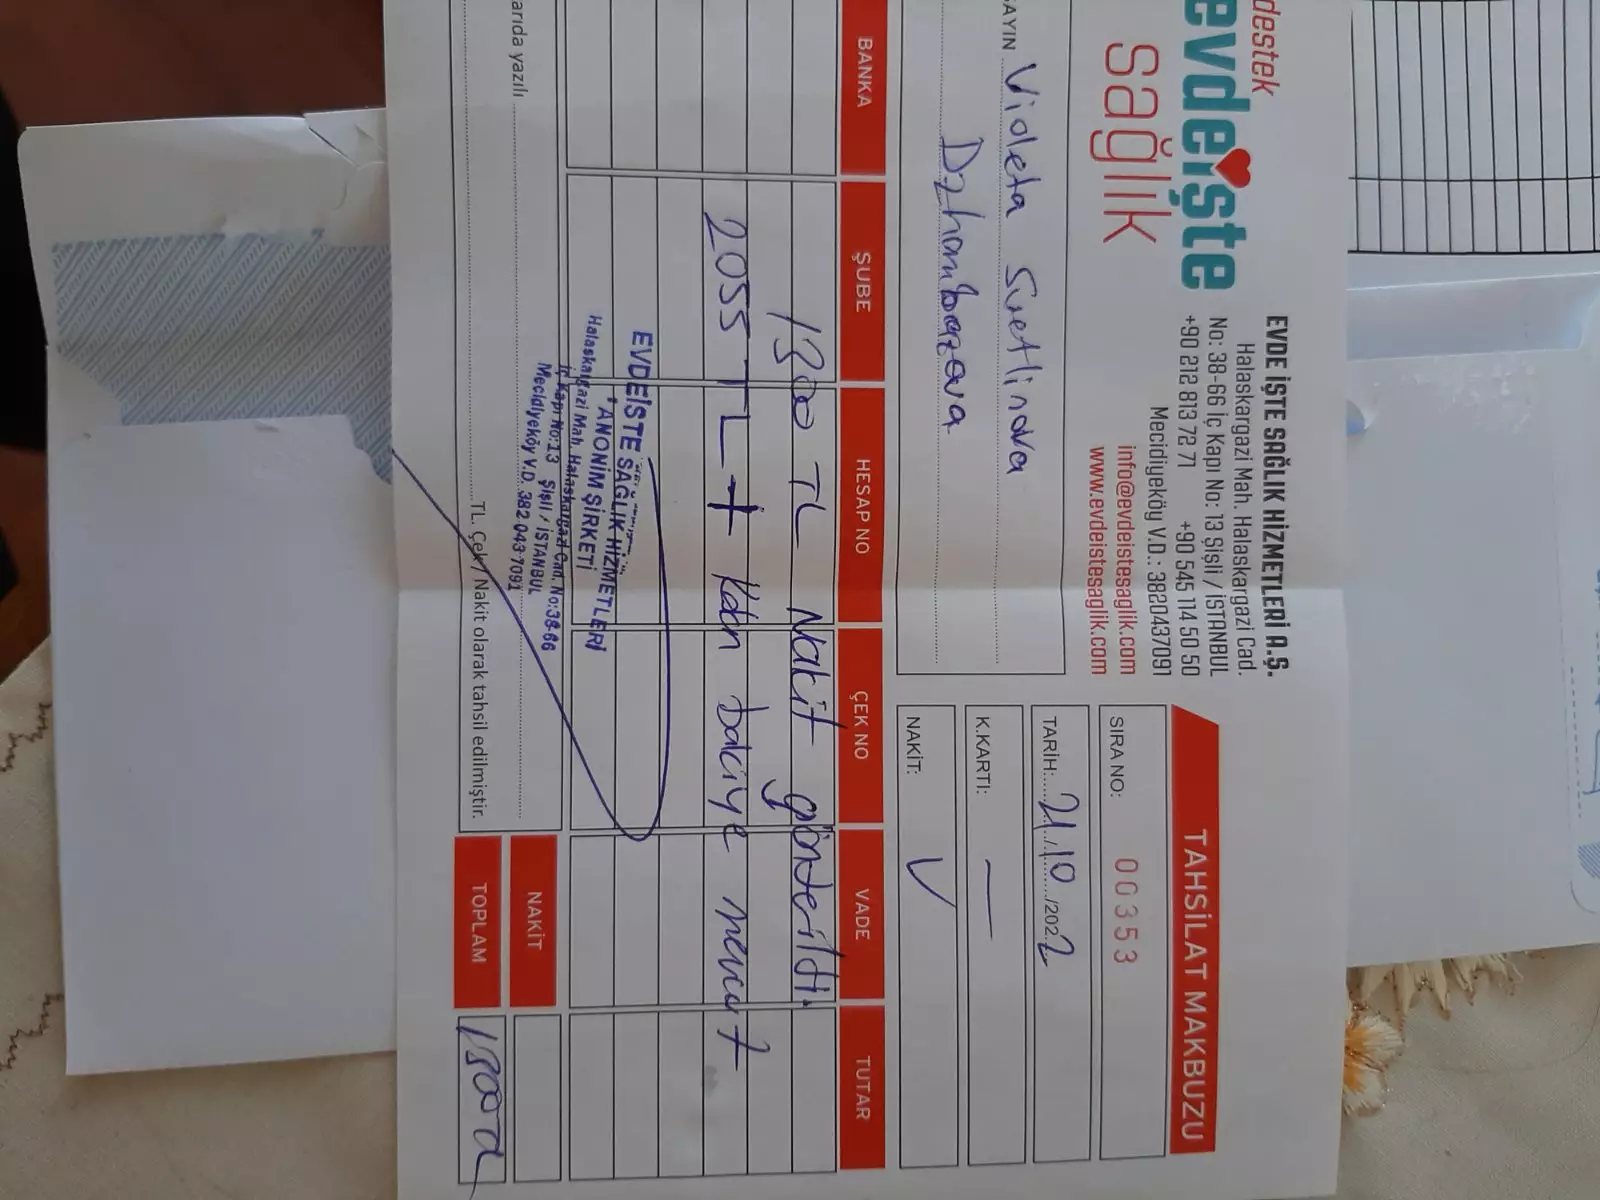 destek
evdeişte
sağlık
EVDE İŞTE SAĞLIK HİZMETLERİ A.Ş.
Halaskargazi Mah. Halaskargazi Cad.
No: 38-66 İç Kapı No: 13 Şişli / İSTANBUL
+90 212 813 72 71 +90 545 114 50 50
Mecidiyeköy V.D.: 3820437091
info@evdeistesaglik.com
www.evdeistesaglik.com
TAHSİLAT MAKBUZU
SIRA NO: 00353
TARİH: 21/10/2022
K.KARTI: —
NAKİT: √
SAYIN Violeta Svetlinova
Dzhambazova
BANKA ŞUBE HESAP NO ÇEK NO VADE TUTAR
1300 TL Nakit gönderildi.
2055 TL + kdv bakiye mevcut
EVDEİSTE SAĞLIK HİZMETLERİ
ANONİM ŞİRKETİ
Halaskargazi Mah. Halaskargazi Cad. No:38-66
İç Kapı No:13 Şişli / İSTANBUL
Mecidiyeköy V.D. 382 043 7091
arıda yazılı
TL. Çek / Nakit olarak tahsil edilmiştir.
NAKİT
TOPLAM